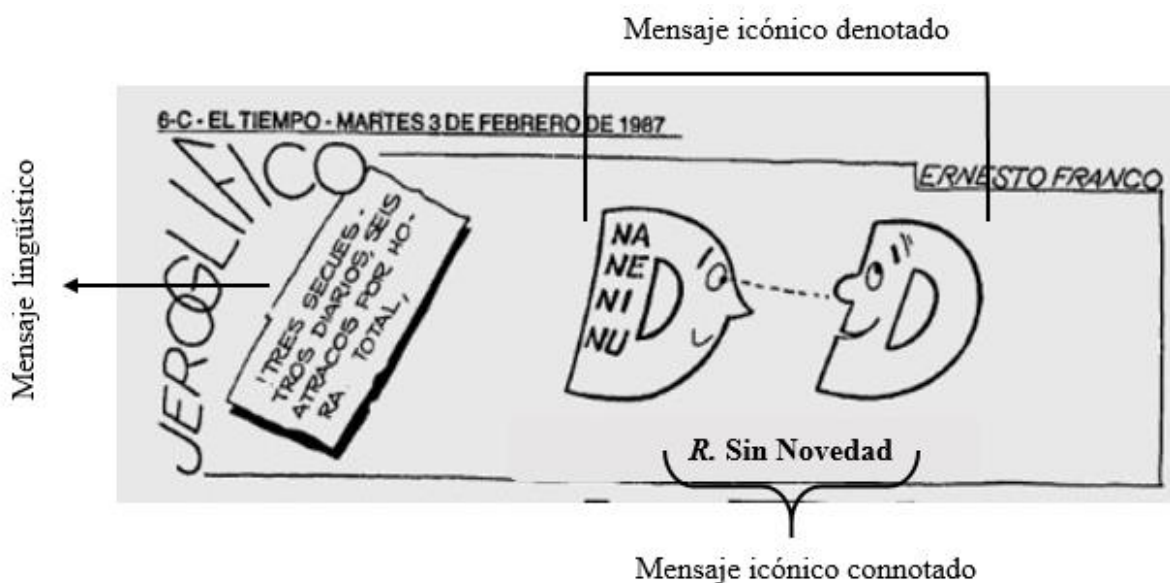 Mensaje icónico denotado
6-C - EL TIEMPO - MARTES 3 DE FEBRERO DE 1987
JEROGLIFICO
ERNESTO FRANCO
Mensaje lingüístico
¡TRES SECUES-
TROS DIARIOS, SEIS
ATRACOS POR HO-
RA. TOTAL,
NA
NE
NI
NU
D
D
R. Sin Novedad
Mensaje icónico connotado